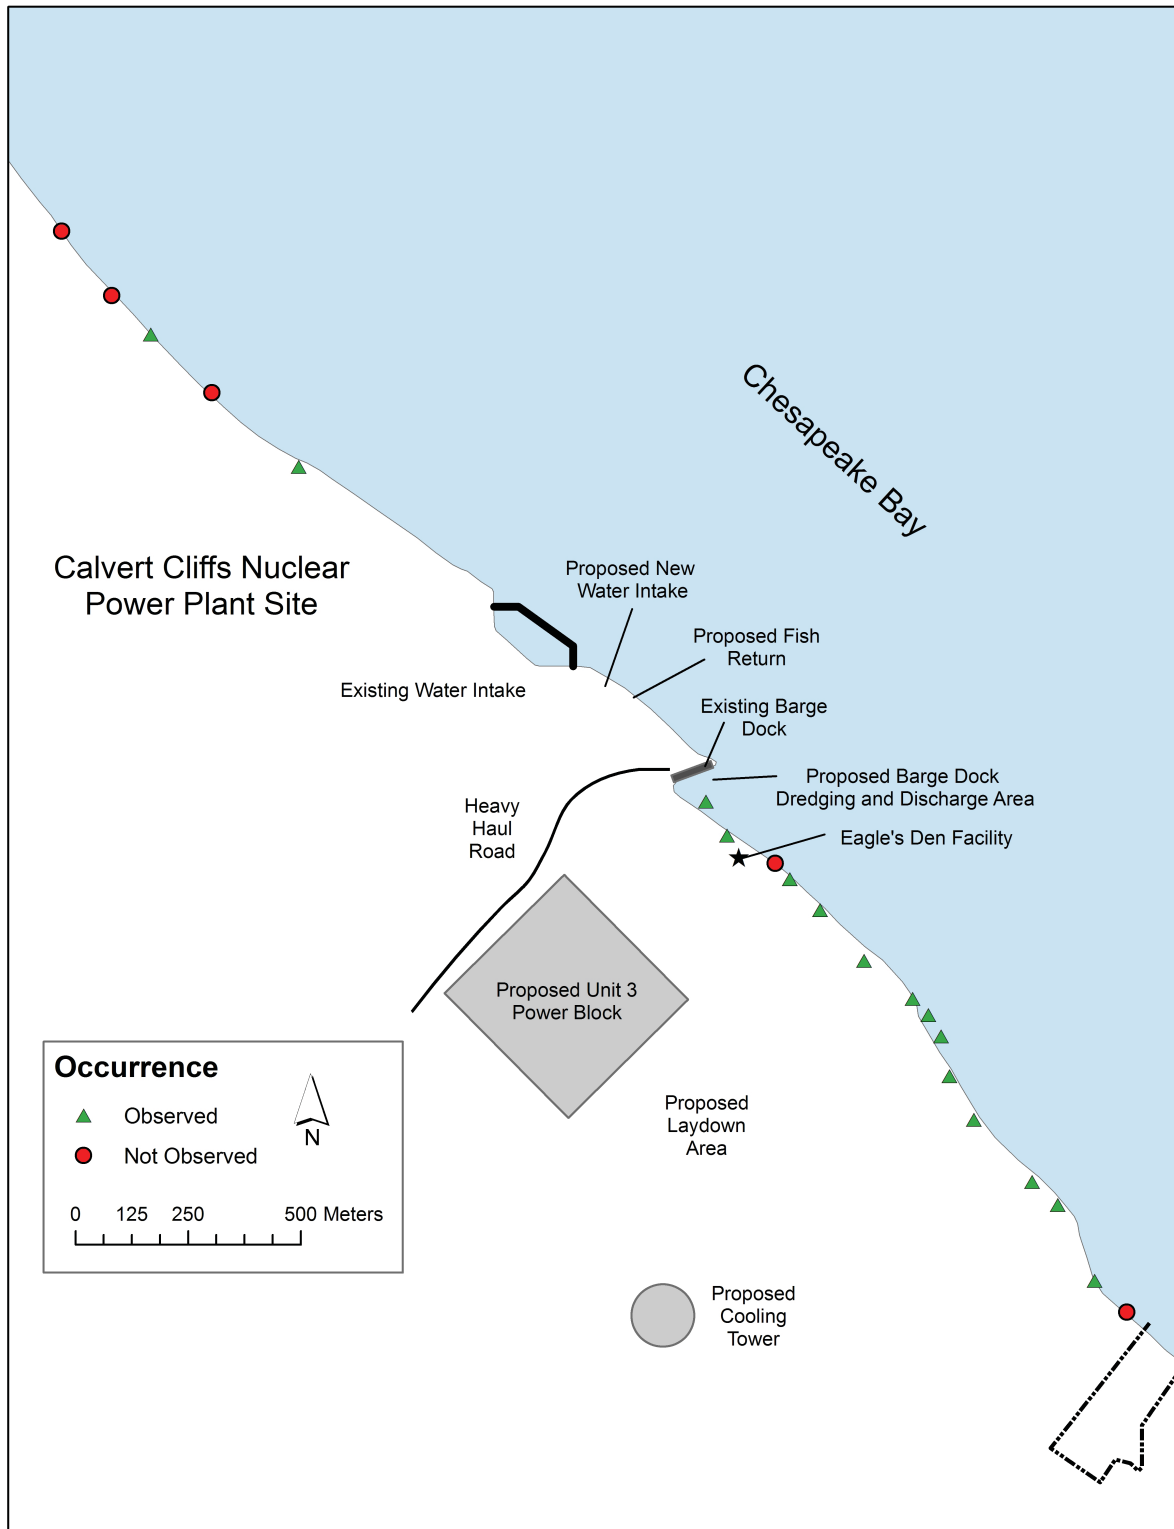 Chesapeake Bay
Calvert Cliffs Nuclear
Power Plant Site
Proposed New
Water Intake
Proposed Fish
Return
Existing Water Intake
Existing Barge
Dock
Proposed Barge Dock
Dredging and Discharge Area
Heavy
Haul
Road
Eagle's Den Facility
Proposed Unit 3
Power Block
Occurrence
Observed
Not Observed
N
0 125 250 500 Meters
Proposed
Laydown
Area
Proposed
Cooling
Tower